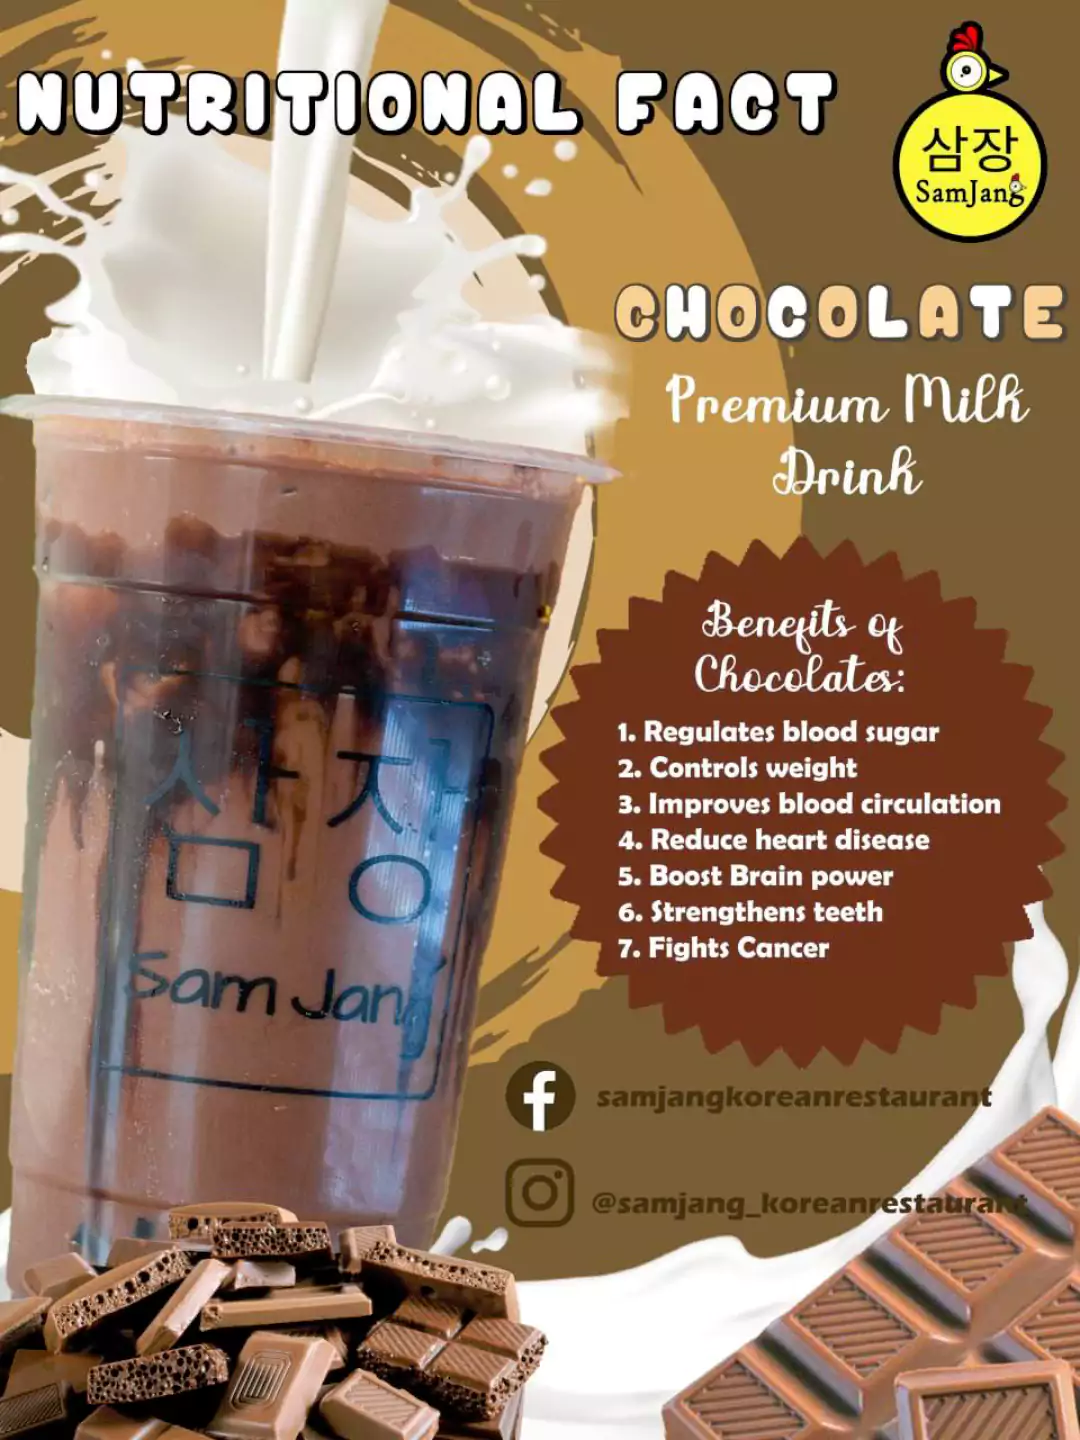 NUTRITIONAL FACT
삼장
SamJang
CHOCOLATE
Premium Milk
Drink
Benefits of
Chocolates:
1. Regulates blood sugar
2. Controls weight
3. Improves blood circulation
4. Reduce heart disease
5. Boost Brain power
6. Strengthens teeth
7. Fights Cancer
삼장
Sam Jang
samjangkoreanrestaurant
@samjang_koreanrestaurant